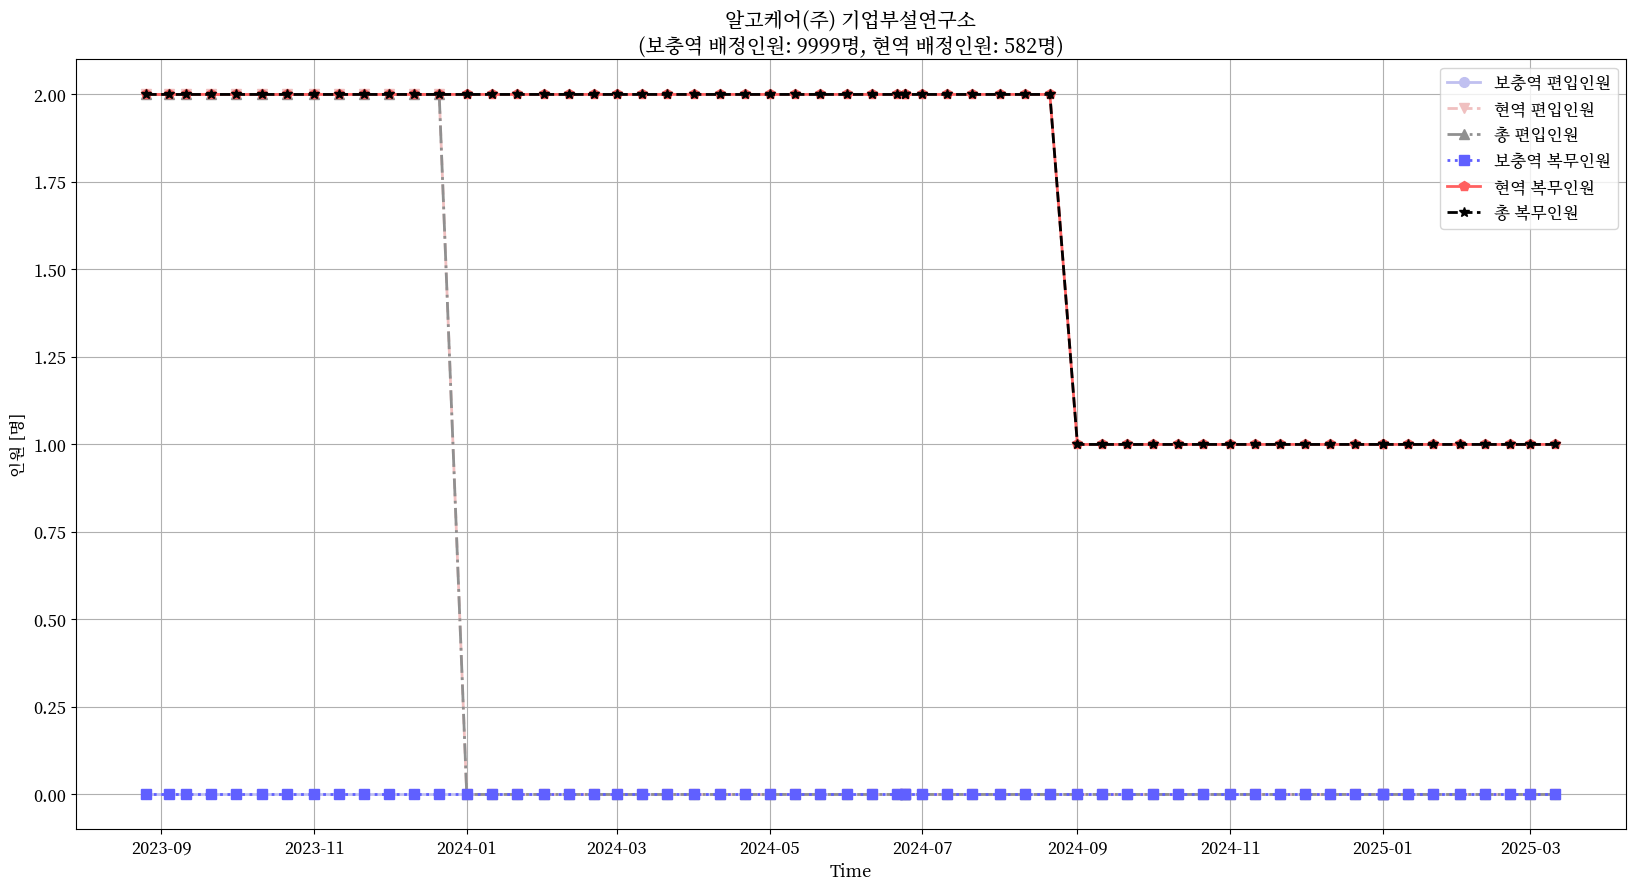 알고케어(주) 기업부설연구소
(보충역 배정인원: 9999명, 현역 배정인원: 582명)
보충역 편입인원
현역 편입인원
총 편입인원
보충역 복무인원
현역 복무인원
총 복무인원
인원 [명]
2.00
1.75
1.50
1.25
1.00
0.75
0.50
0.25
0.00
2023-09 2023-11 2024-01 2024-03 2024-05 2024-07 2024-09 2024-11 2025-01 2025-03
Time